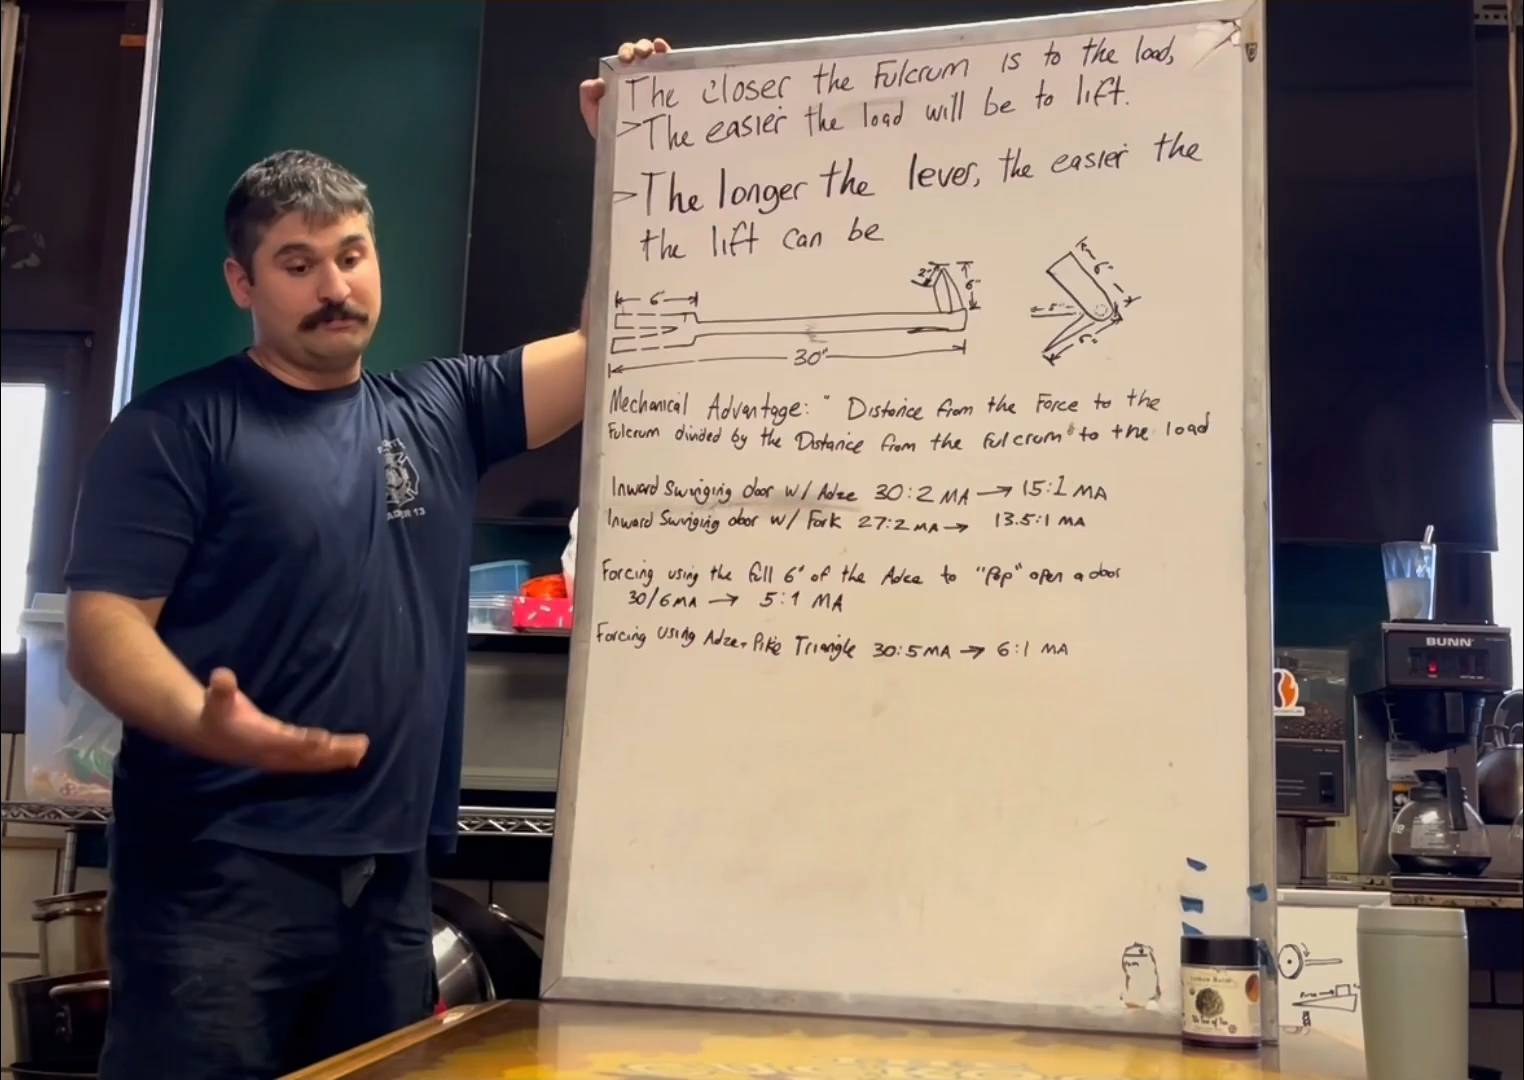 The closer the Fulcrum is to the load,
>The easier the load will be to lift.
>The longer the lever, the easier the
the lift can be
6"
2"
6"
30"
6"
5"
6"
Mechanical Advantage: " Distance from the Force to the
Fulcrum divided by the Distance from the fulcrum" to the load
Inward Swinging door w/ Adze 30:2 MA → 15:1 MA
Inward Swinging door w/ Fork 27:2 MA → 13.5:1 MA
Forcing using the full 6" of the Adze to "Pop" open a door
30/6 MA → 5:1 MA
Forcing Using Adze, Pike Triangle 30:5 MA → 6:1 MA
13
BUNN